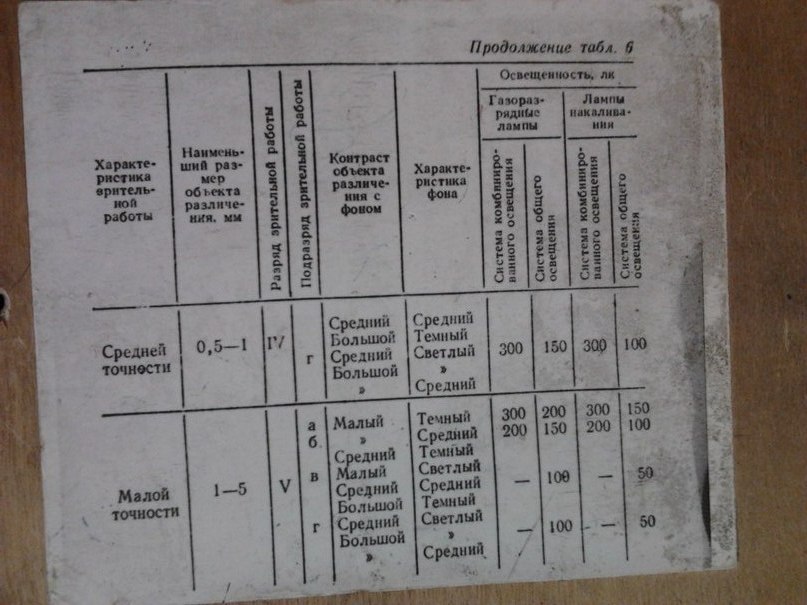 Продолжение табл. 6
Характе-
ристика
зритель-
ной
работы
Наимень-
ший раз-
мер
объекта
различе-
ния, мм
Разряд зрительной работы
Подразряд зрительной работы
Контраст
объекта
различе-
ния с
фоном
Характе-
ристика
фона
Освещенность, лк
Газораз-
рядные
лампы
Лампы
накалива-
ния
Система комбиниро-
ванного освещения
Система общего
освещения
Система комбиниро-
ванного освещения
Система общего
освещения
Средний Средний
Большой Темный
Средней 0,5—1 IV г Средний Светлый 300 150 300 100
точности Большой »
» Средний
а Малый Темный 300 200 300 150
б » Средний 200 150 200 100
Средний Темный
в Малый Светлый
Малой 1—5 V Средний Средний — 100 — 50
точности Большой Темный
г Средний Светлый — 100 — 50
Большой »
» Средний